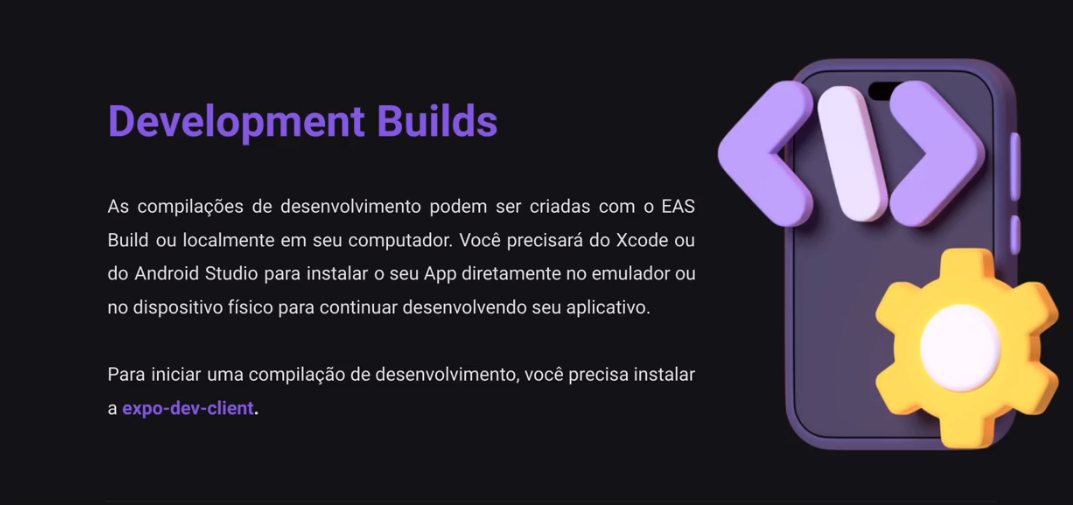 Development Builds
As compilações de desenvolvimento podem ser criadas com o EAS
Build ou localmente em seu computador. Você precisará do Xcode ou
do Android Studio para instalar o seu App diretamente no emulador ou
no dispositivo físico para continuar desenvolvendo seu aplicativo.
Para iniciar uma compilação de desenvolvimento, você precisa instalar
a expo-dev-client.